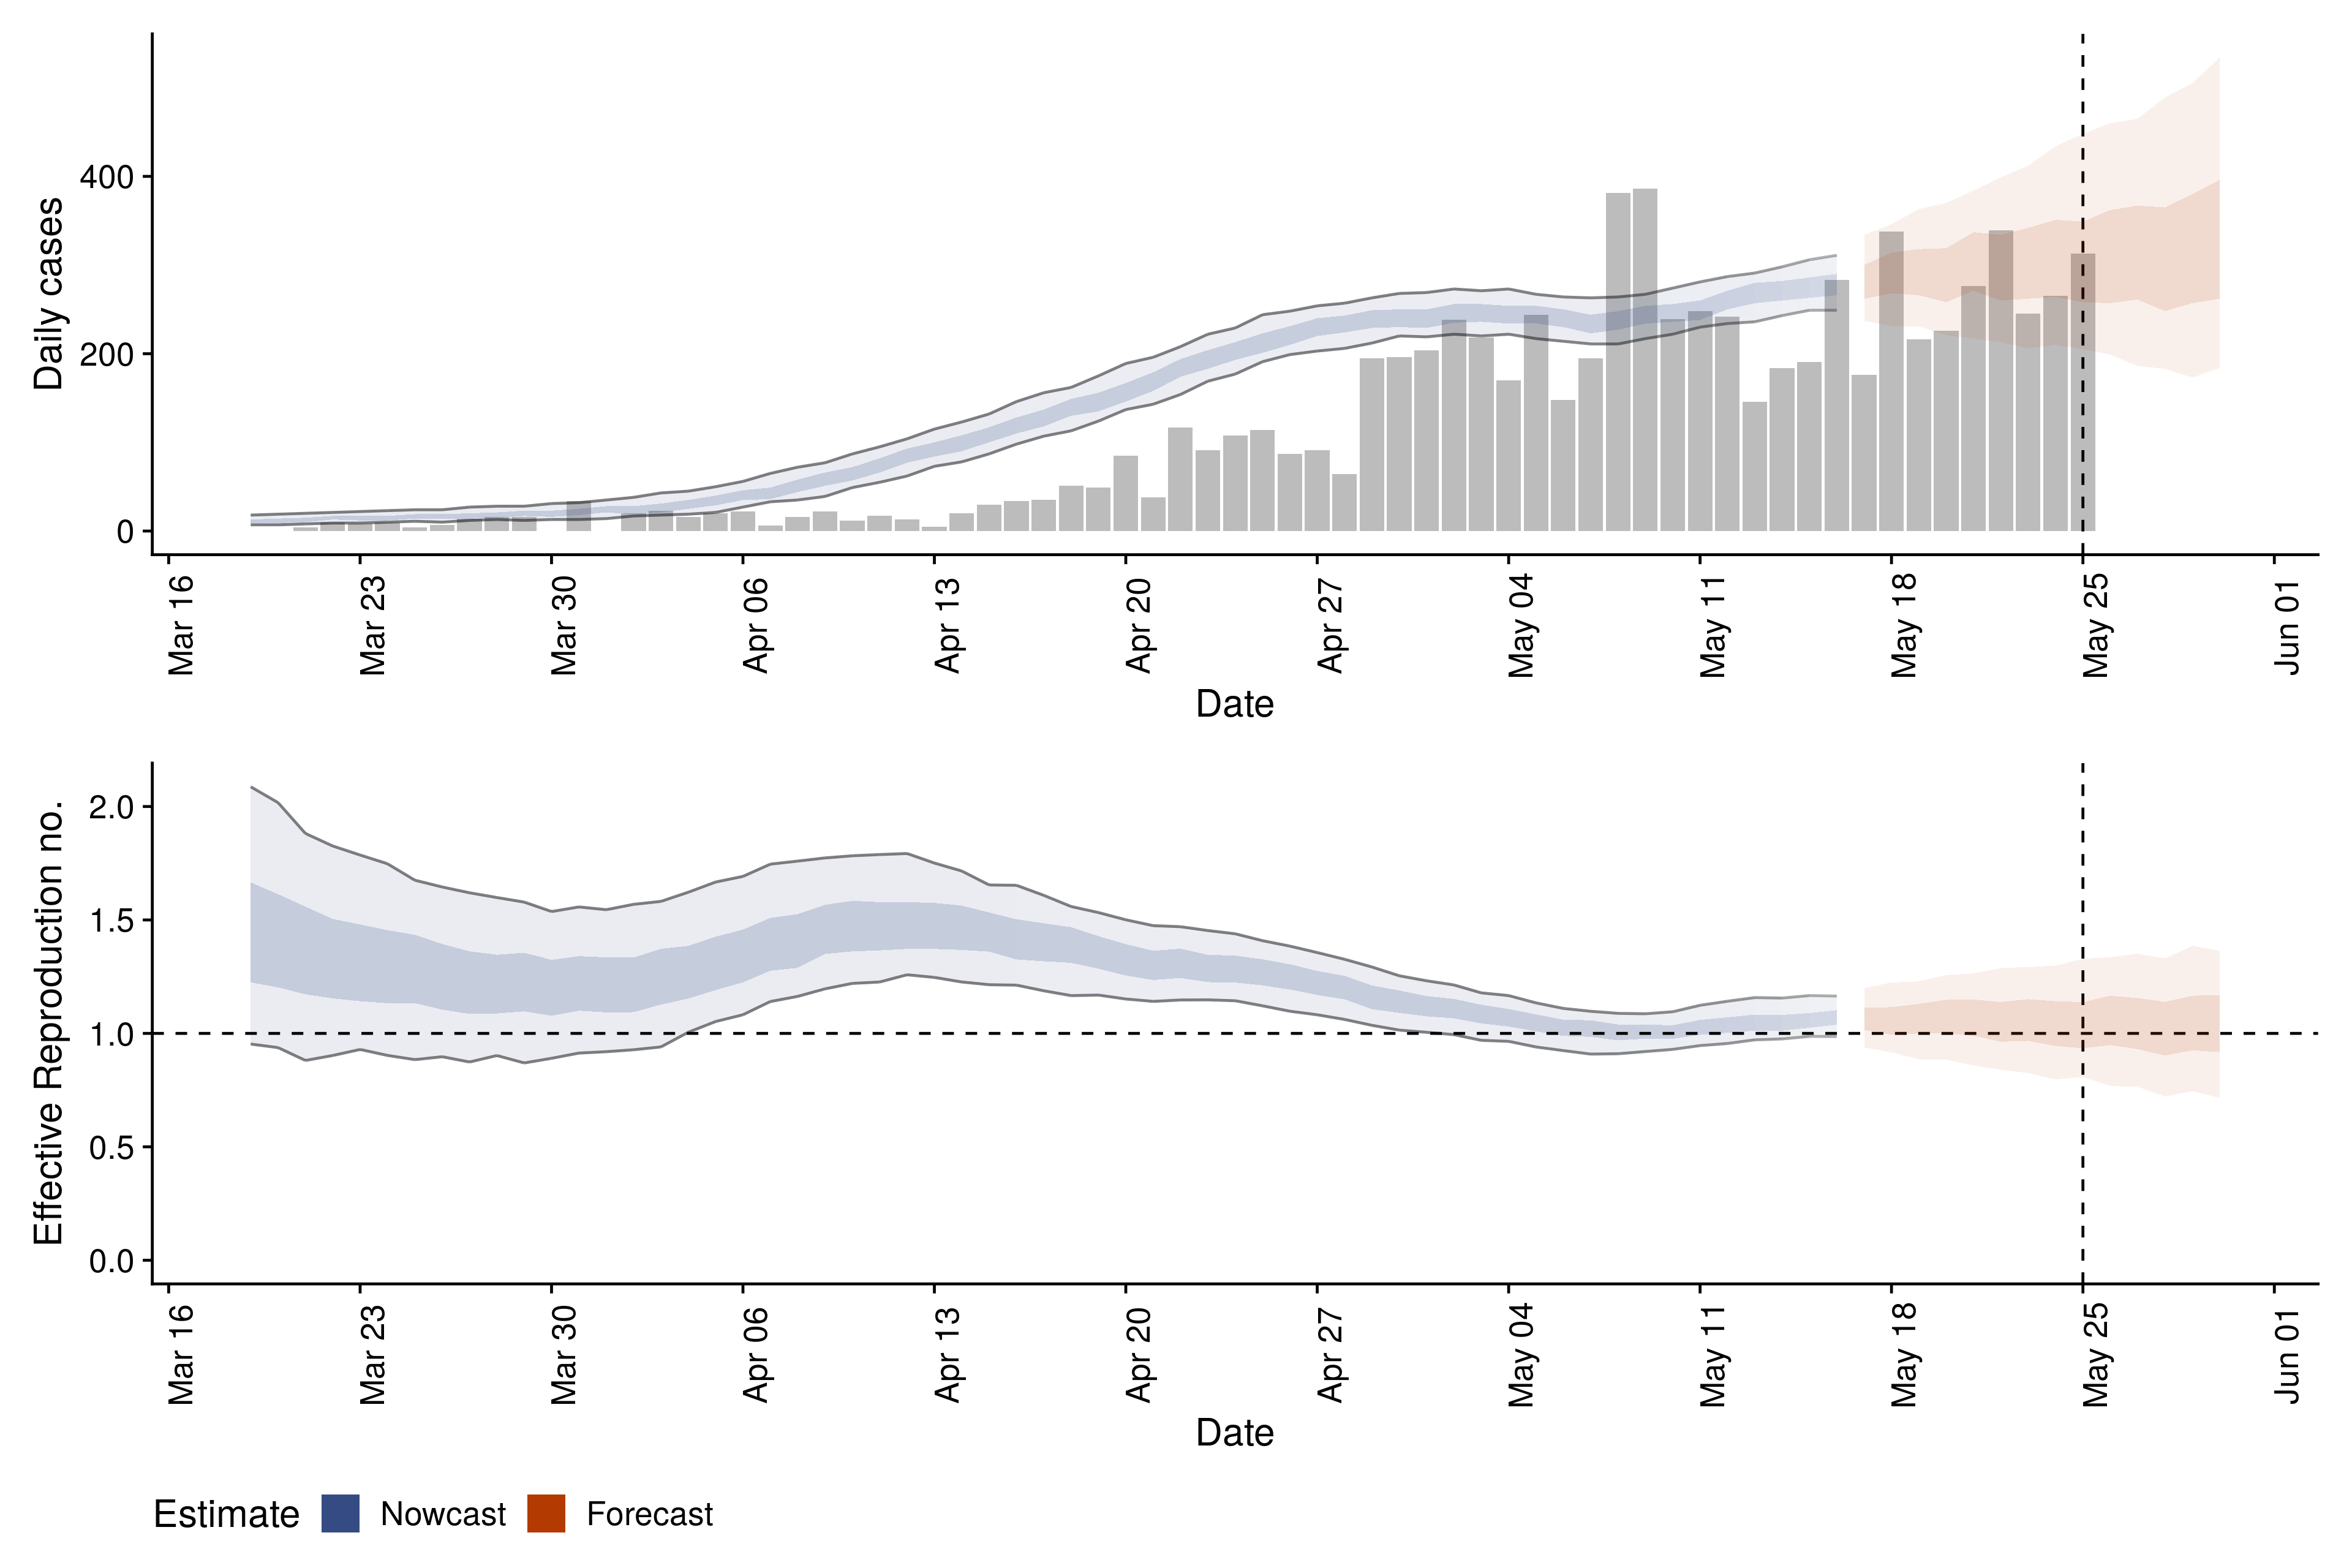 Daily cases
400
200
0
Mar 16 Mar 23 Mar 30 Apr 06 Apr 13 Apr 20 Apr 27 May 04 May 11 May 18 May 25 Jun 01
Date
Effective Reproduction no.
2.0
1.5
1.0
0.5
0.0
Mar 16 Mar 23 Mar 30 Apr 06 Apr 13 Apr 20 Apr 27 May 04 May 11 May 18 May 25 Jun 01
Date
Estimate Nowcast Forecast